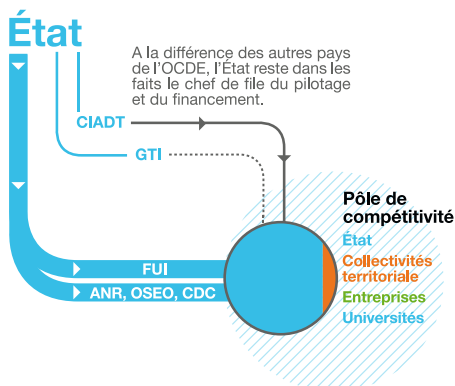 État
A la différence des autres pays
de l'OCDE, l'État reste dans les
faits le chef de file du pilotage
et du financement.
CIADT
GTI
Pôle de
compétitivité
État
Collectivités
territoriale
Entreprises
Universités
FUI
ANR, OSEO, CDC